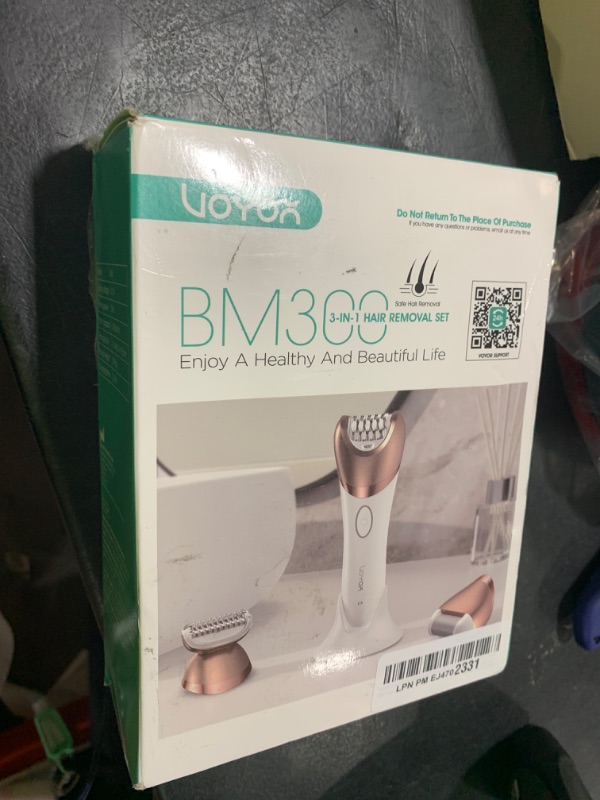 VOYOR
Do Not Return To The Place Of Purchase
If you have any questions or problems, email us at any time
Safe Hair Removal
BM300
3-IN-1 HAIR REMOVAL SET
Enjoy A Healthy And Beautiful Life
24h
VOYOR SUPPORT
VOYOR
LPN PM EJ4702331